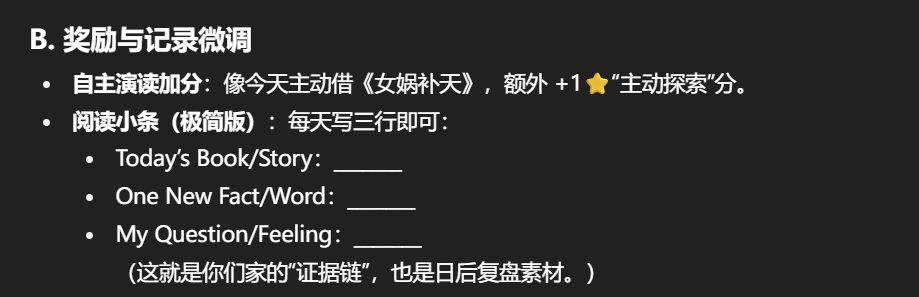 B. 奖励与记录微调
• 自主演读加分：像今天主动借《女娲补天》，额外 +1⭐“主动探索”分。
• 阅读小条（极简版）：每天写三行即可：
• Today’s Book/Story：______
• One New Fact/Word：______
• My Question/Feeling：______
（这就是你们家的“证据链”，也是日后复盘素材。）